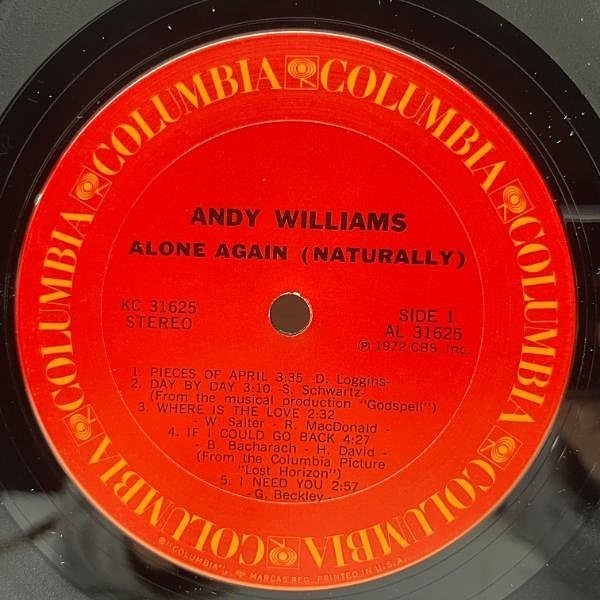 COLUMBIA COLUMBIA COLUMBIA COLUMBIA COLUMBIA COLUMBIA
ANDY WILLIAMS
ALONE AGAIN (NATURALLY)
KC 31625
STEREO
SIDE 1
AL 31625
Ⓟ 1972 CBS, Inc.
1. PIECES OF APRIL 3:35 -D. Loggins-
2. DAY BY DAY 3:10 -S. Schwartz-
(From the musical production "Godspell")
3. WHERE IS THE LOVE 2:32
- W. Salter - R. MacDonald -
4. IF I COULD GO BACK 4:27
- B. Bacharach - H. David -
(From the Columbia Picture
"Lost Horizon")
5. I NEED YOU 2:57
- G. Beckley -
® "COLUMBIA", MARCAS REG. PRINTED IN U.S.A.